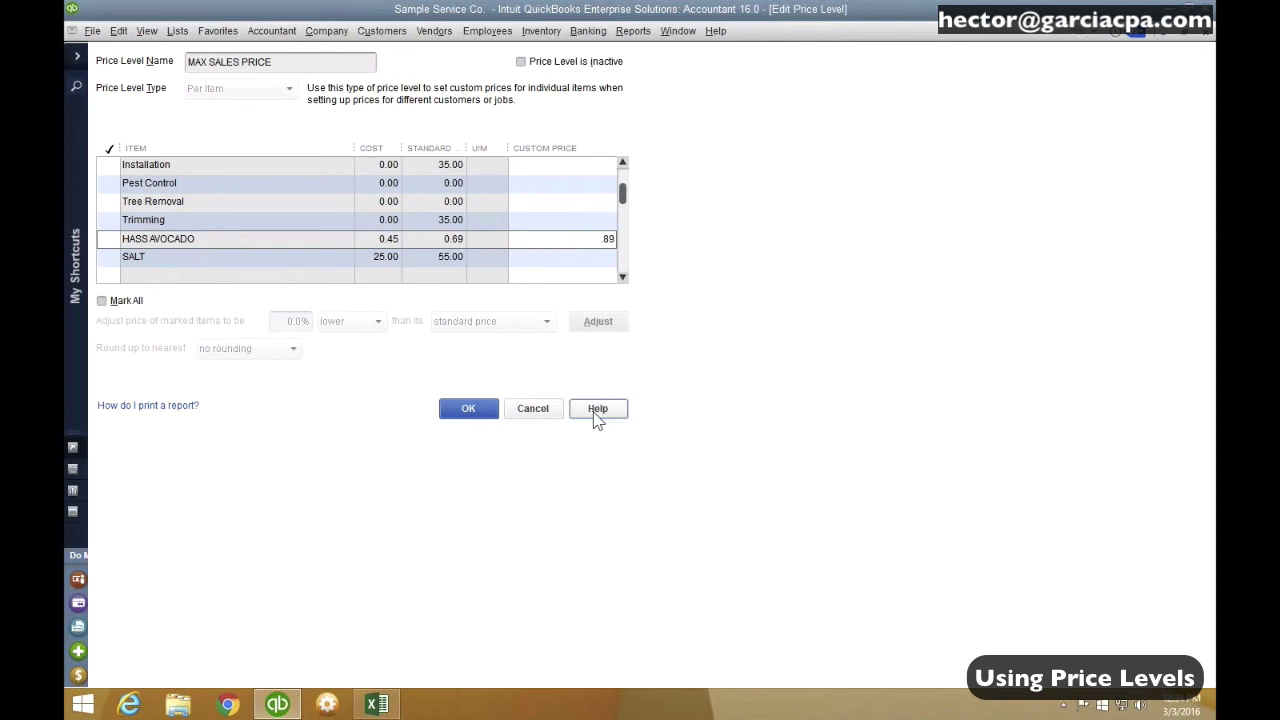 Sample Service Co. - Intuit QuickBooks Enterprise Solutions: Accountant 16.0 - [Edit Price Level]
hector@garciacpa.com
File Edit View Lists Favorites Accountant Company Customers Vendors Employees Inventory Banking Reports Window Help
Price Level Name MAX SALES PRICE Price Level is inactive
Price Level Type Per Item Use this type of price level to set custom prices for individual items when
setting up prices for different customers or jobs.
ITEM COST STANDARD ... U/M CUSTOM PRICE
Installation 0.00 35.00
Pest Control 0.00 0.00
Tree Removal 0.00 0.00
Trimming 0.00 35.00
HASS AVOCADO 0.45 0.69 .89
SALT 25.00 55.00
My Shortcuts
Mark All
Adjust price of marked items to be 0.0% lower than its standard price Adjust
Round up to nearest no rounding
How do I print a report? OK Cancel Help
Do M
Using Price Levels
3/3/2016